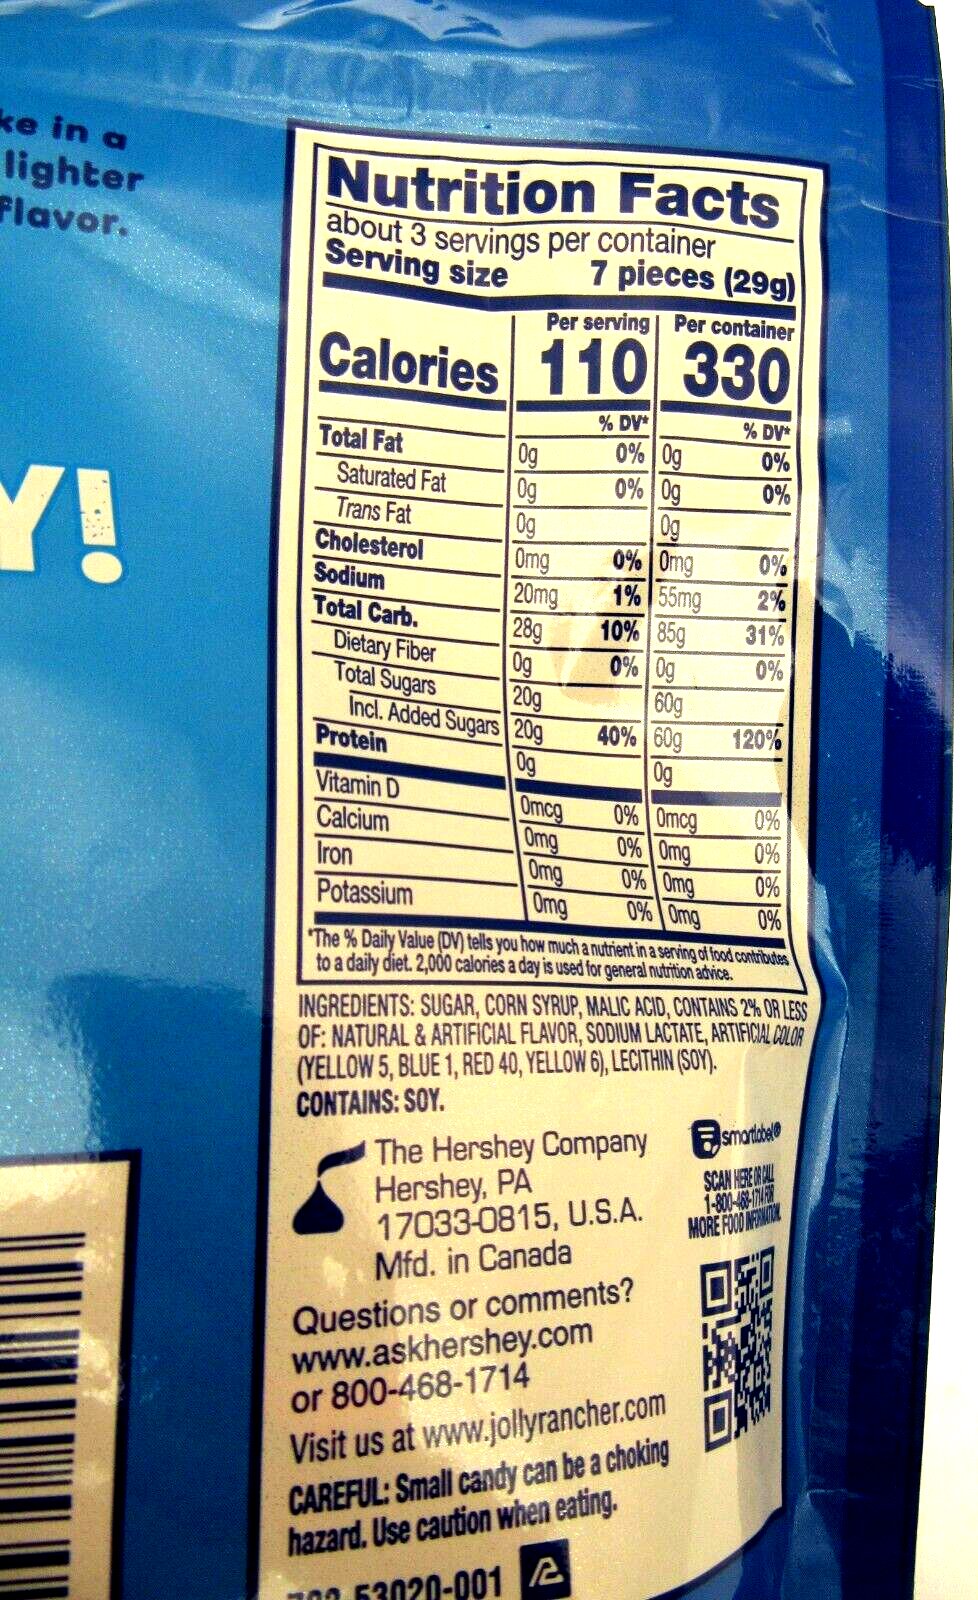 ke in a
lighter
flavor.
Y!
Nutrition Facts
about 3 servings per container
Serving size 7 pieces (29g)
Per serving Per container
Calories 110 330
% DV* % DV*
Total Fat 0g 0% 0g 0%
Saturated Fat 0g 0% 0g 0%
Trans Fat 0g 0g
Cholesterol 0mg 0% 0mg 0%
Sodium 20mg 1% 55mg 2%
Total Carb. 28g 10% 85g 31%
Dietary Fiber 0g 0% 0g 0%
Total Sugars 20g 60g
Incl. Added Sugars 20g 40% 60g 120%
Protein 0g 0g
Vitamin D 0mcg 0% 0mcg 0%
Calcium 0mg 0% 0mg 0%
Iron 0mg 0% 0mg 0%
Potassium 0mg 0% 0mg 0%
*The % Daily Value (DV) tells you how much a nutrient in a serving of food contributes
to a daily diet. 2,000 calories a day is used for general nutrition advice.
INGREDIENTS: SUGAR, CORN SYRUP, MALIC ACID, CONTAINS 2% OR LESS
OF: NATURAL & ARTIFICIAL FLAVOR, SODIUM LACTATE, ARTIFICIAL COLOR
(YELLOW 5, BLUE 1, RED 40, YELLOW 6), LECITHIN (SOY).
CONTAINS: SOY.
The Hershey Company
Hershey, PA
17033-0815, U.S.A.
Mfd. in Canada
smartlabel®
SCAN HERE OR CALL
1-800-468-1714 FOR
MORE FOOD INFORMATION.
Questions or comments?
www.askhershey.com
or 800-468-1714
Visit us at www.jollyrancher.com
CAREFUL: Small candy can be a choking
hazard. Use caution when eating.
53020-001